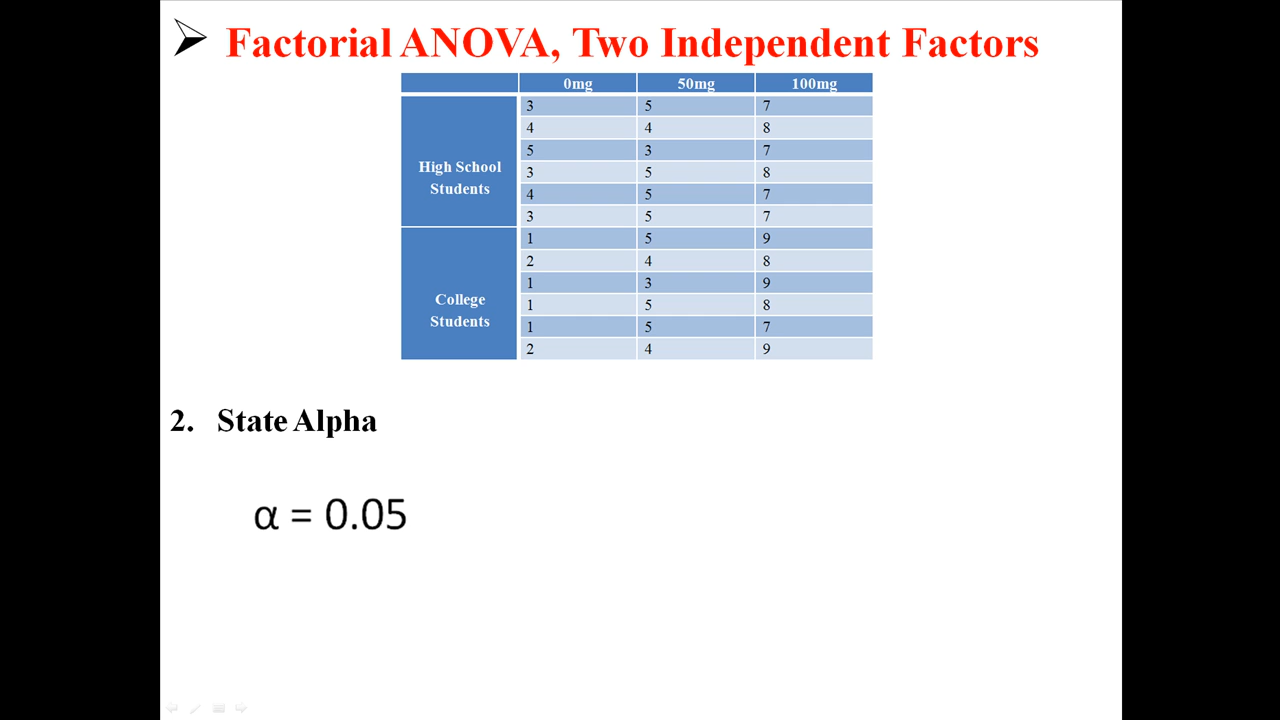 Factorial ANOVA, Two Independent Factors
0mg 50mg 100mg
3 5 7
4 4 8
5 3 7
High School
Students
3 5 8
4 5 7
3 5 7
1 5 9
2 4 8
1 3 9
College
Students
1 5 8
1 5 7
2 4 9
2. State Alpha
α = 0.05